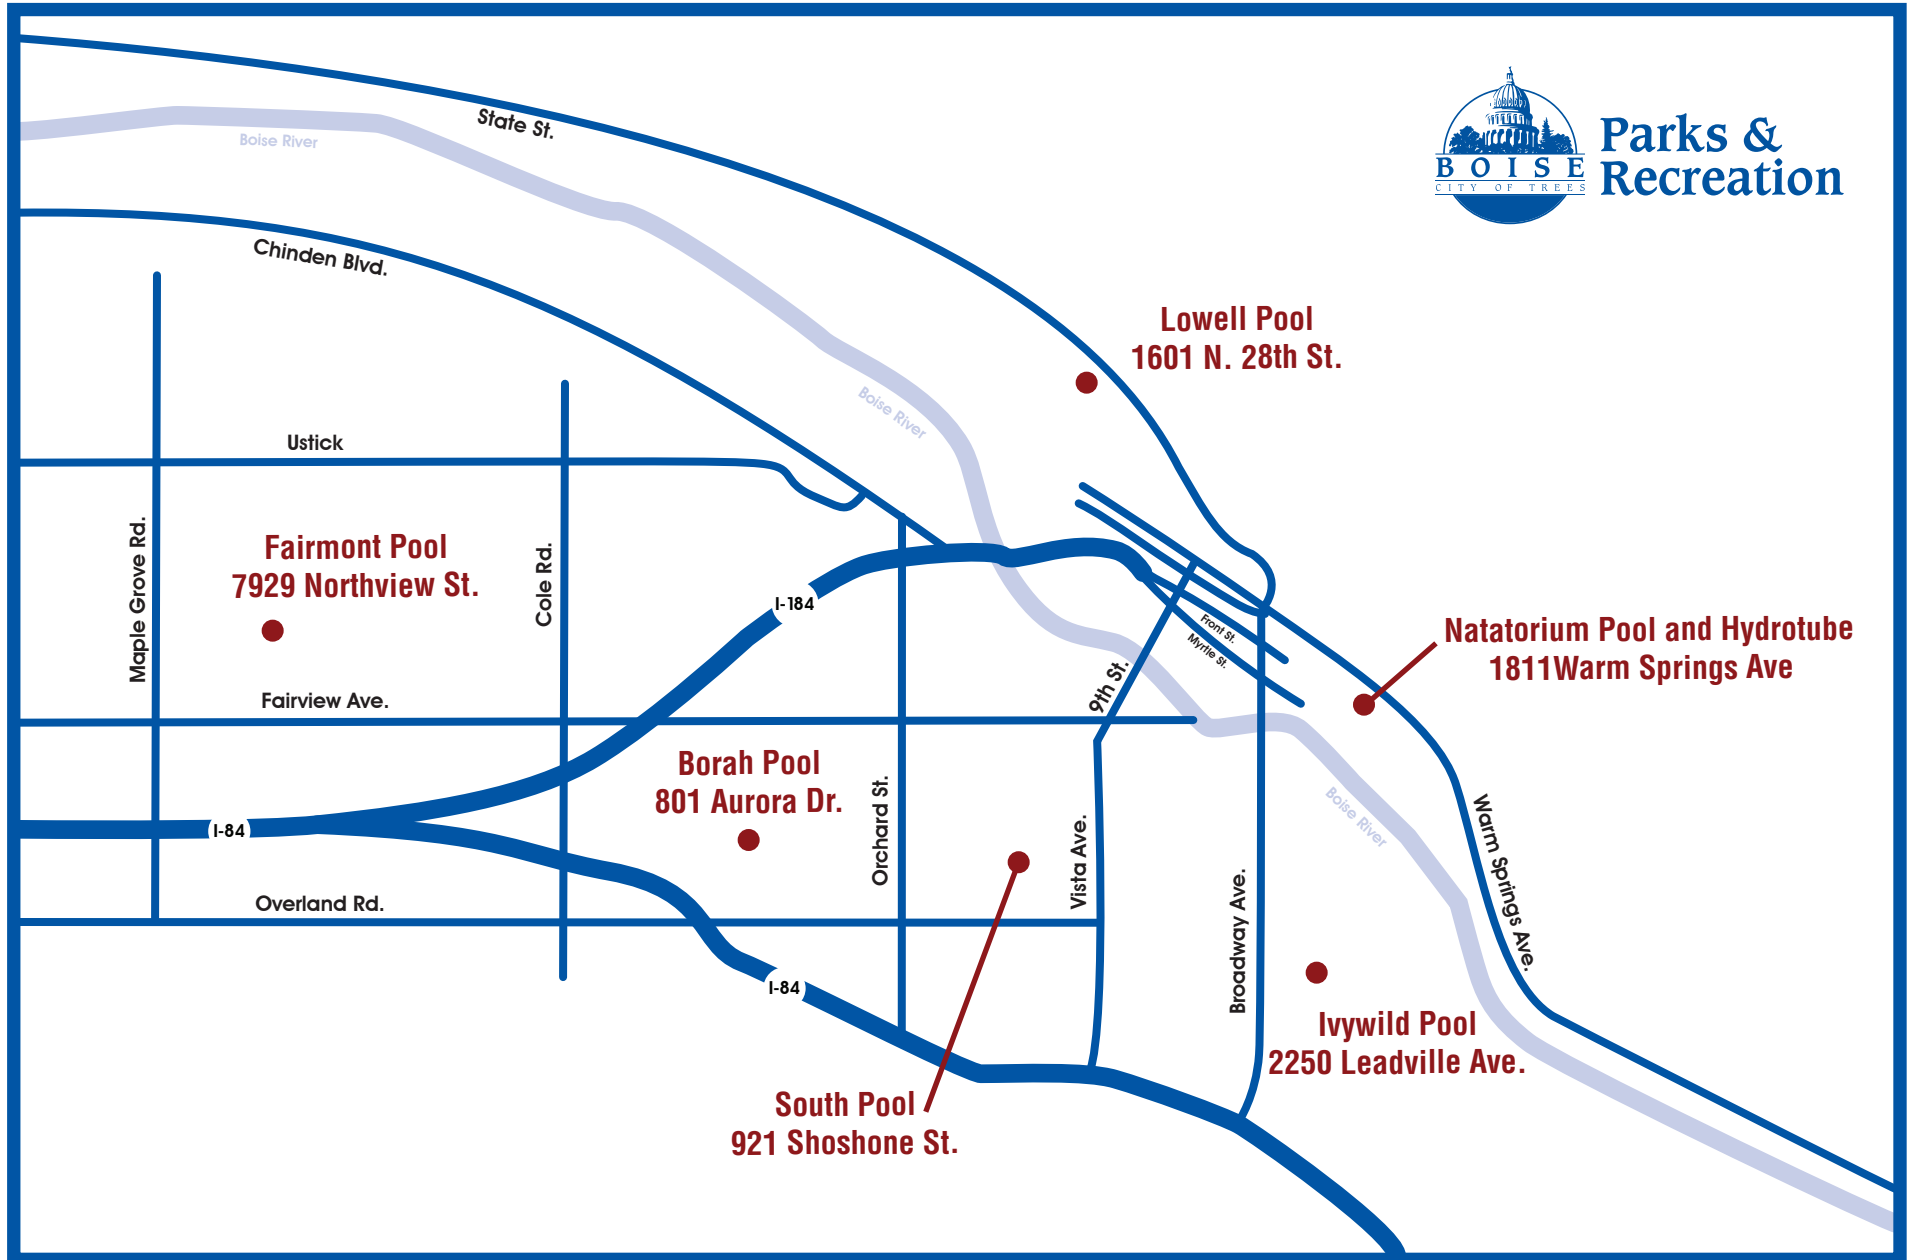 State St.
Boise River
Parks &
BOISE
Recreation
CITY OF TREES
Chinden Blvd.
Lowell Pool
1601 N. 28th St.
Boise River
Ustick
Maple Grove Rd.
Fairmont Pool
7929 Northview St.
Cole Rd.
I-184
Front St.
Myrtle St.
Natatorium Pool and Hydrotube
1811Warm Springs Ave
9th St.
Fairview Ave.
Borah Pool
801 Aurora Dr.
Orchard St.
I-84
Vista Ave.
Boise River
Warm Springs Ave.
Overland Rd.
Broadway Ave.
I-84
Ivywild Pool
2250 Leadville Ave.
South Pool
921 Shoshone St.